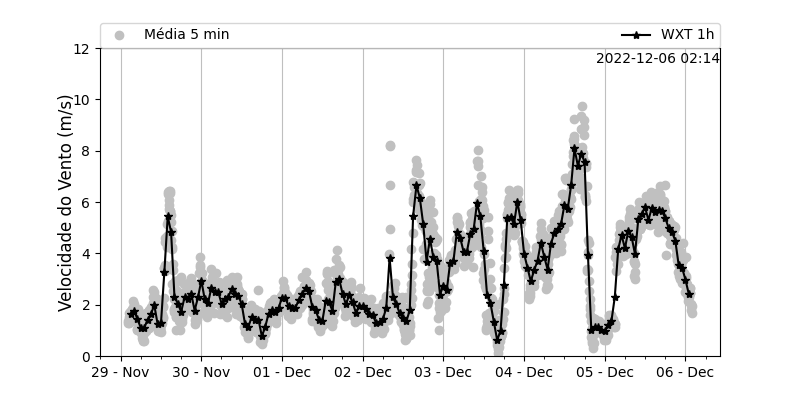 Média 5 min
WXT 1h
2022-12-06 02:14
Velocidade do Vento (m/s)
12
10
8
6
4
2
0
29 - Nov
30 - Nov
01 - Dec
02 - Dec
03 - Dec
04 - Dec
05 - Dec
06 - Dec